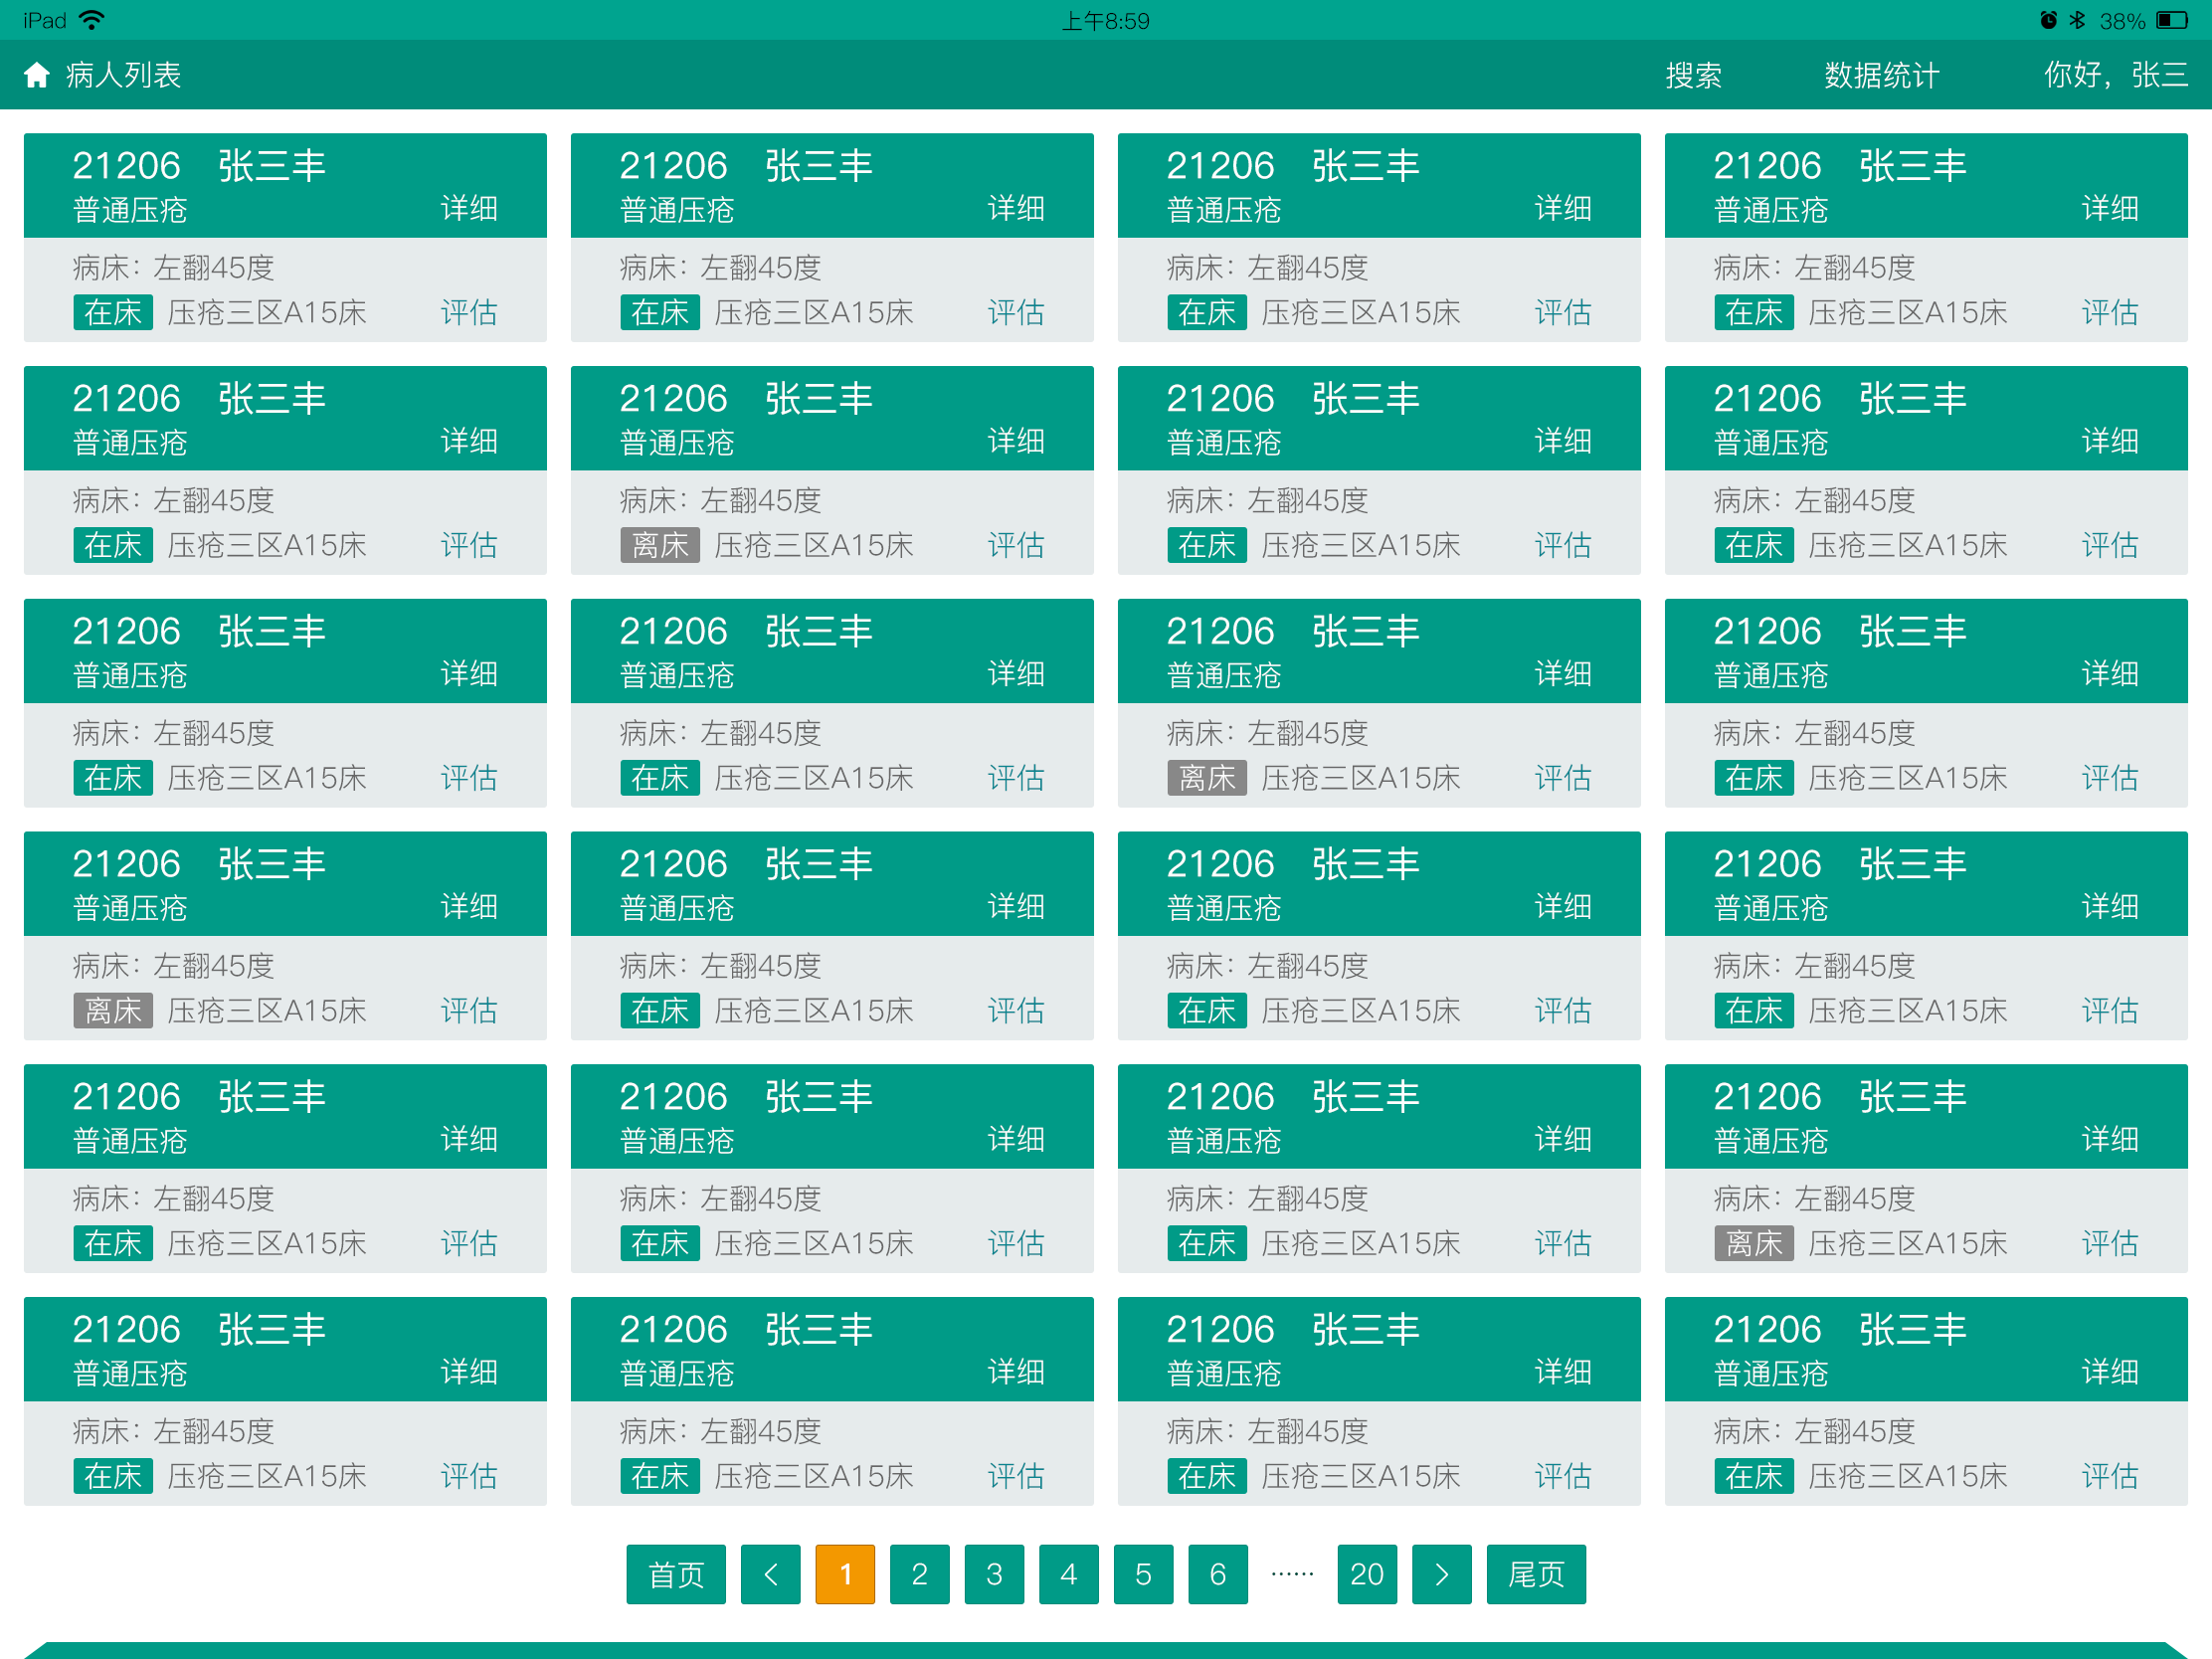 iPad 上午8:59 38%
病人列表 搜索 数据统计 你好，张三
21206 张三丰 21206 张三丰 21206 张三丰 21206 张三丰
普通压疮 详细 普通压疮 详细 普通压疮 详细 普通压疮 详细
病床：左翻45度 病床：左翻45度 病床：左翻45度 病床：左翻45度
在床 压疮三区A15床 评估 在床 压疮三区A15床 评估 在床 压疮三区A15床 评估 在床 压疮三区A15床 评估
21206 张三丰 21206 张三丰 21206 张三丰 21206 张三丰
普通压疮 详细 普通压疮 详细 普通压疮 详细 普通压疮 详细
病床：左翻45度 病床：左翻45度 病床：左翻45度 病床：左翻45度
在床 压疮三区A15床 评估 离床 压疮三区A15床 评估 在床 压疮三区A15床 评估 在床 压疮三区A15床 评估
21206 张三丰 21206 张三丰 21206 张三丰 21206 张三丰
普通压疮 详细 普通压疮 详细 普通压疮 详细 普通压疮 详细
病床：左翻45度 病床：左翻45度 病床：左翻45度 病床：左翻45度
在床 压疮三区A15床 评估 在床 压疮三区A15床 评估 离床 压疮三区A15床 评估 在床 压疮三区A15床 评估
21206 张三丰 21206 张三丰 21206 张三丰 21206 张三丰
普通压疮 详细 普通压疮 详细 普通压疮 详细 普通压疮 详细
病床：左翻45度 病床：左翻45度 病床：左翻45度 病床：左翻45度
离床 压疮三区A15床 评估 在床 压疮三区A15床 评估 在床 压疮三区A15床 评估 在床 压疮三区A15床 评估
21206 张三丰 21206 张三丰 21206 张三丰 21206 张三丰
普通压疮 详细 普通压疮 详细 普通压疮 详细 普通压疮 详细
病床：左翻45度 病床：左翻45度 病床：左翻45度 病床：左翻45度
在床 压疮三区A15床 评估 在床 压疮三区A15床 评估 在床 压疮三区A15床 评估 离床 压疮三区A15床 评估
21206 张三丰 21206 张三丰 21206 张三丰 21206 张三丰
普通压疮 详细 普通压疮 详细 普通压疮 详细 普通压疮 详细
病床：左翻45度 病床：左翻45度 病床：左翻45度 病床：左翻45度
在床 压疮三区A15床 评估 在床 压疮三区A15床 评估 在床 压疮三区A15床 评估 在床 压疮三区A15床 评估
首页 < 1 2 3 4 5 6 …… 20 > 尾页